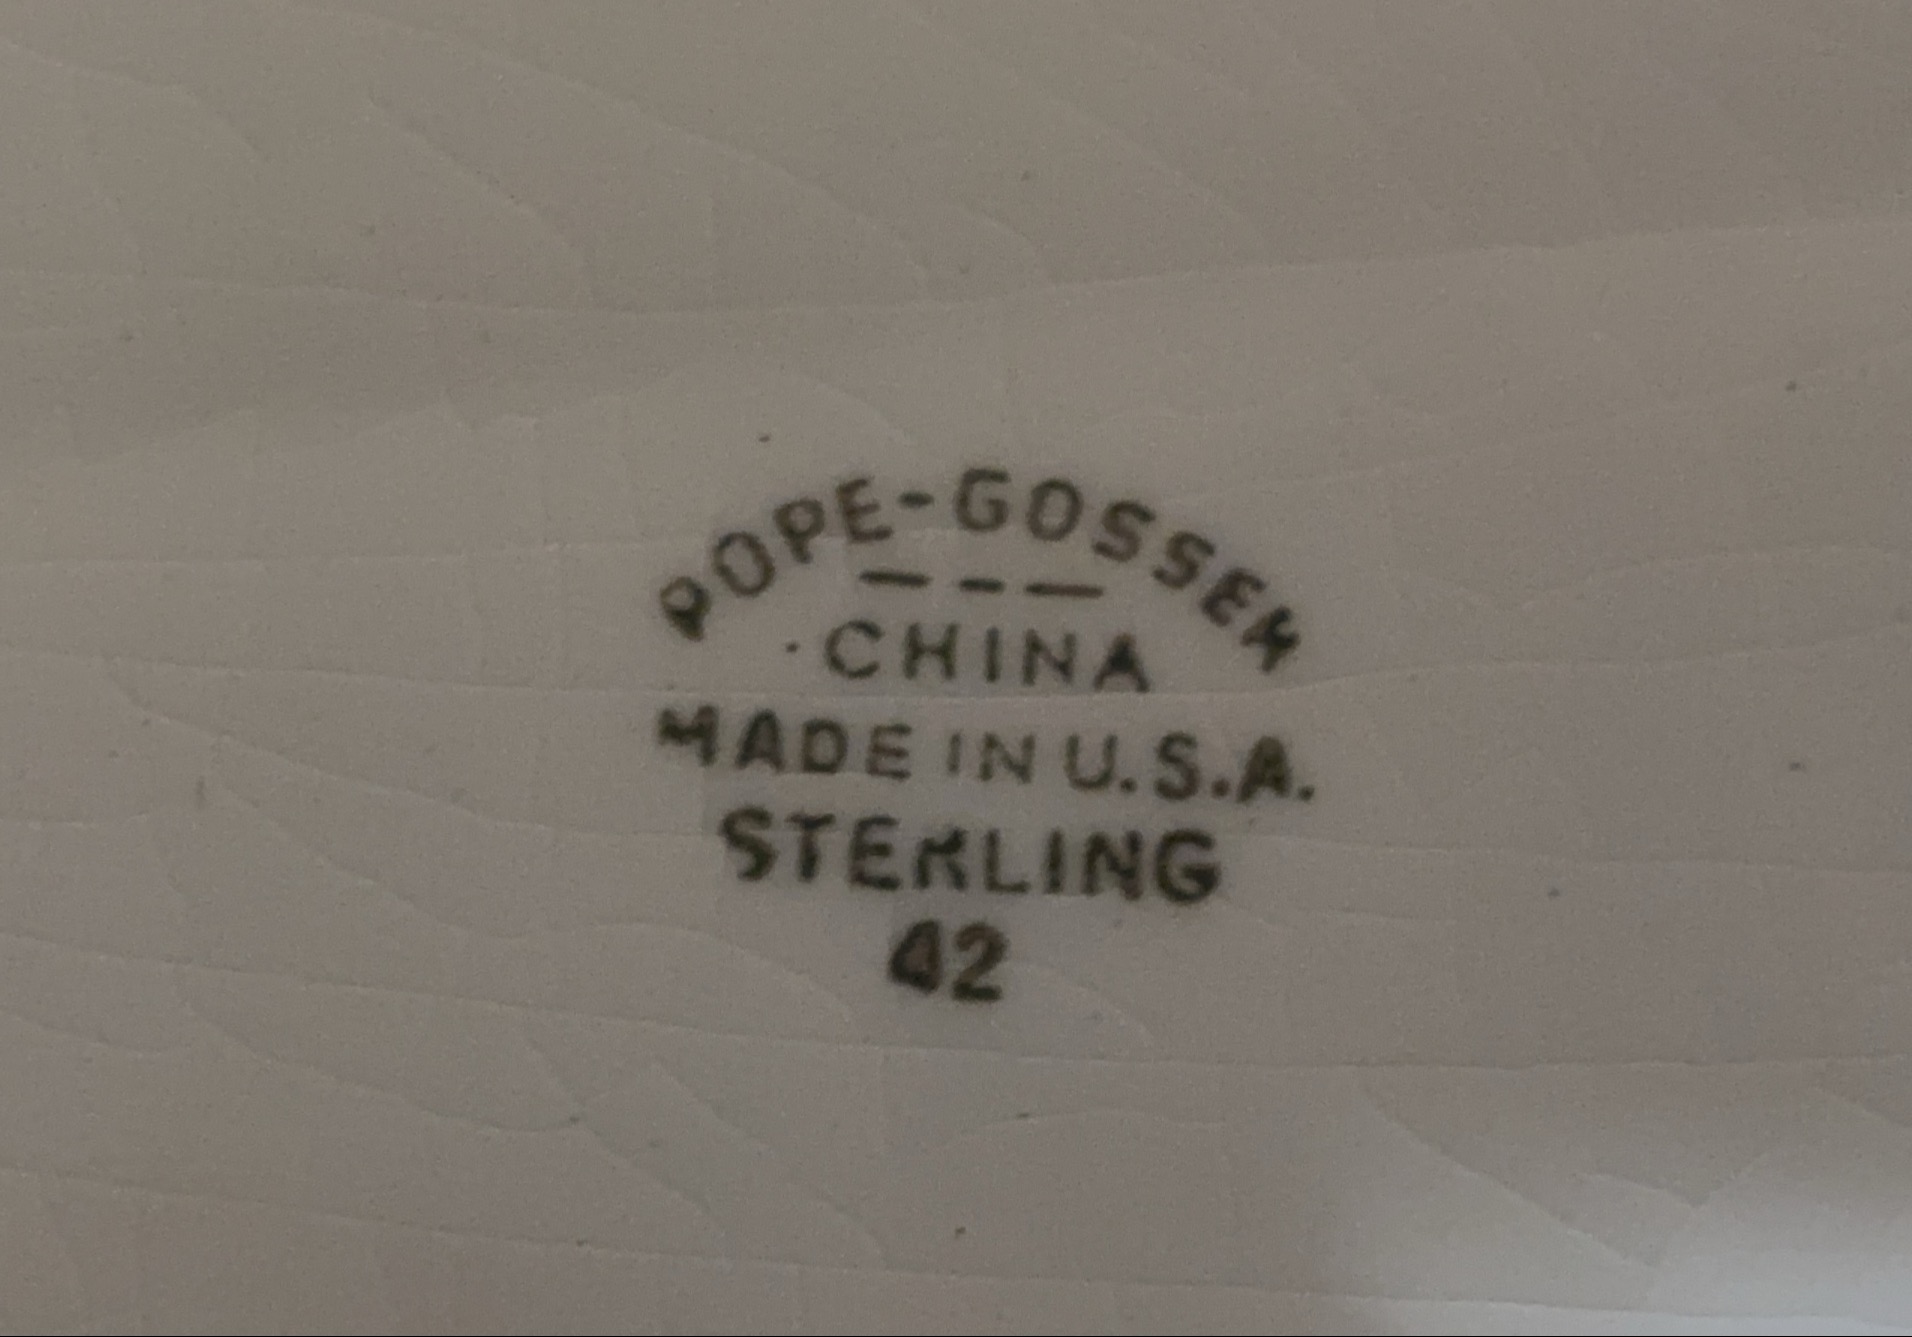 POPE-GOSSER
- - -
CHINA
MADE IN U.S.A.
STERLING
42